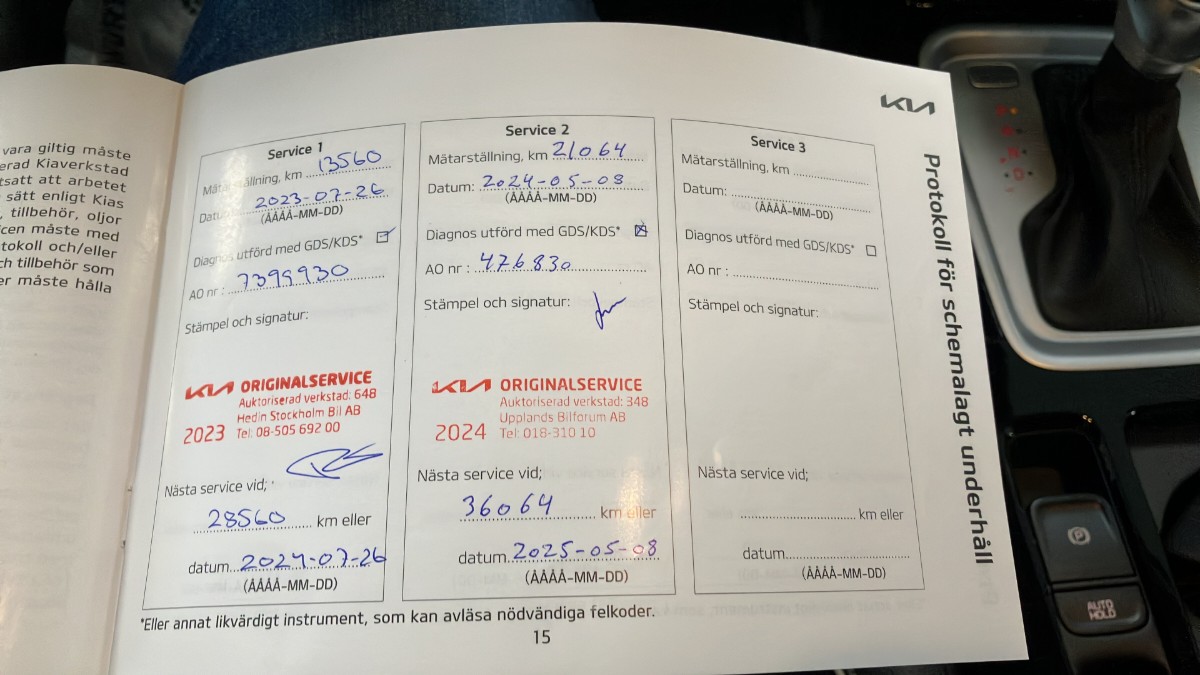 vara giltig måste
erad Kiaverkstad
tsatt att arbetet
sätt enligt Kias
, tillbehör, oljor
icen måste med
tokoll och/eller
ch tillbehör som
er måste hålla
KIA
Protokoll för schemalagt underhåll
Service 1
Mätarställning, km 13560
Datum: 2023-07-26
(ÅÅÅÅ-MM-DD)
Diagnos utförd med GDS/KDS*
AO nr: 7399930
Stämpel och signatur:
KIA ORIGINALSERVICE
Auktoriserad verkstad: 648
Hedin Stockholm Bil AB
2023 Tel: 08-505 692 00
Nästa service vid;
28560 km eller
datum 2024-07-26
(ÅÅÅÅ-MM-DD)
Service 2
Mätarställning, km 21064
Datum: 2024-05-08
(ÅÅÅÅ-MM-DD)
Diagnos utförd med GDS/KDS*
AO nr : 476830
Stämpel och signatur:
KIA ORIGINALSERVICE
Auktoriserad verkstad: 348
Upplands Bilforum AB
2024 Tel: 018-310 10
Nästa service vid;
36064 km eller
datum 2025-05-08
(ÅÅÅÅ-MM-DD)
Service 3
Mätarställning, km
Datum:
(ÅÅÅÅ-MM-DD)
Diagnos utförd med GDS/KDS*
AO nr :
Stämpel och signatur:
Nästa service vid;
km eller
datum
(ÅÅÅÅ-MM-DD)
*Eller annat likvärdigt instrument, som kan avläsa nödvändiga felkoder.
15
P
AUTO
HOLD